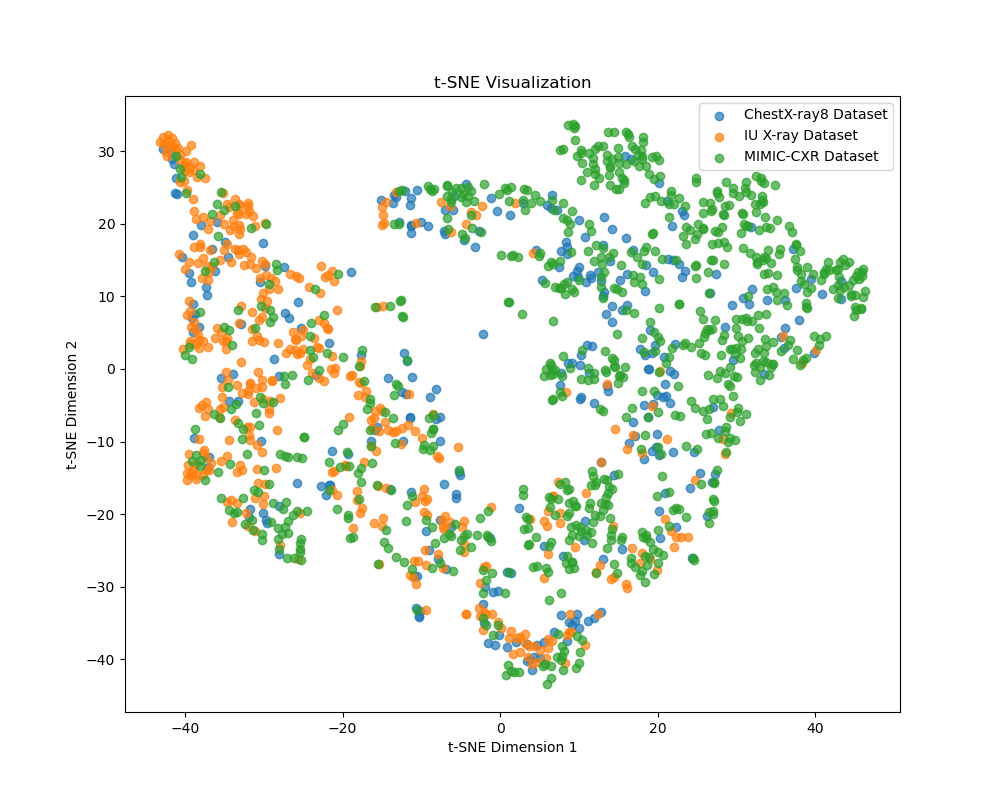 t-SNE Visualization
ChestX-ray8 Dataset
IU X-ray Dataset
MIMIC-CXR Dataset
t-SNE Dimension 2
30
20
10
0
−10
−20
−30
−40
−40 −20 0 20 40
t-SNE Dimension 1